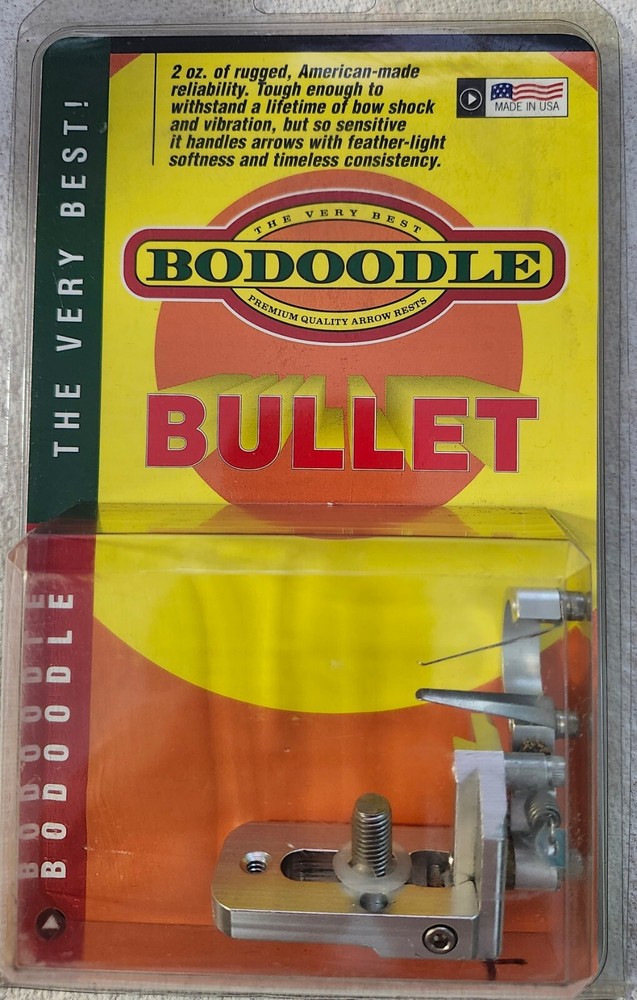 2 oz. of rugged, American-made
reliability. Tough enough to
withstand a lifetime of bow shock
and vibration, but so sensitive
it handles arrows with feather-light
softness and timeless consistency.
MADE IN USA
THE VERY BEST!
THE VERY BEST
BODOODLE
PREMIUM QUALITY ARROW RESTS
BULLET
BODOODLE